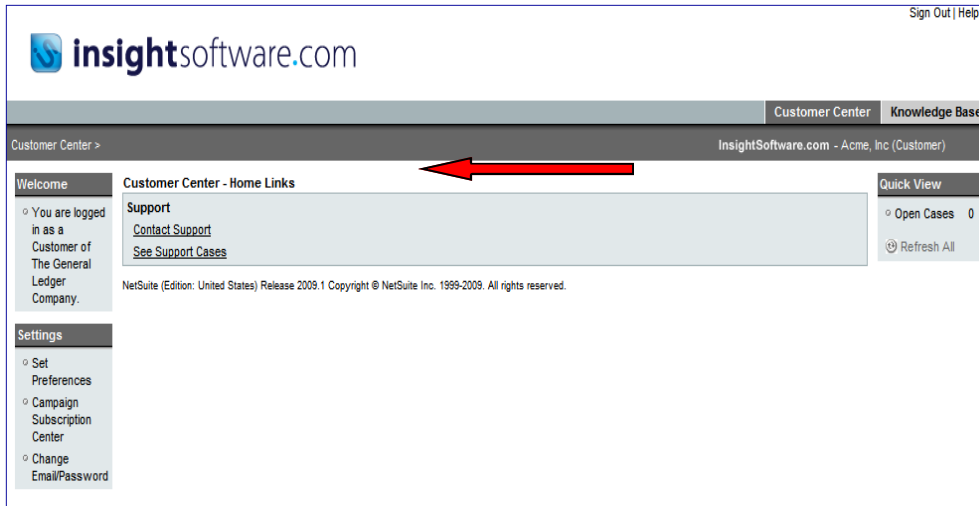 Sign Out | Help
insightsoftware.com
Customer Center Knowledge Base
Customer Center >
InsightSoftware.com - Acme, Inc (Customer)
Welcome
You are logged
in as a
Customer of
The General
Ledger
Company.
Settings
Set
Preferences
Campaign
Subscription
Center
Change
Email/Password
Customer Center - Home Links
Support
Contact Support
See Support Cases
NetSuite (Edition: United States) Release 2009.1 Copyright © NetSuite Inc. 1999-2009. All rights reserved.
Quick View
Open Cases 0
Refresh All